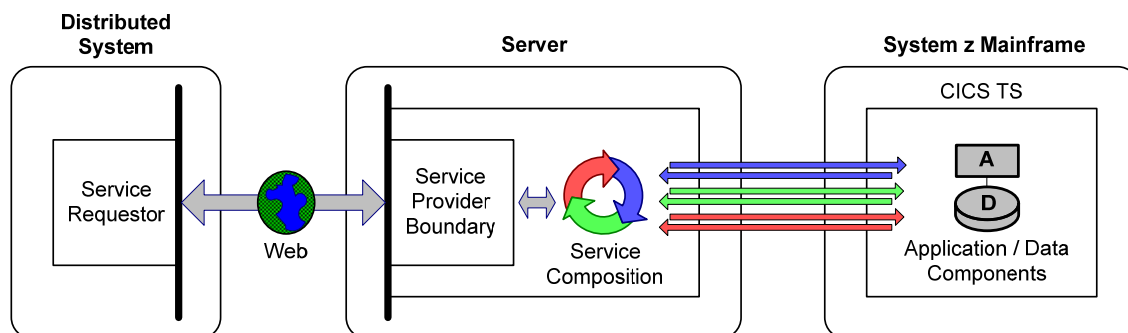 Distributed
System
Server
System z Mainframe
CICS TS
Service
Requestor
Web
Service
Provider
Boundary
Service
Composition
A
D
Application / Data
Components